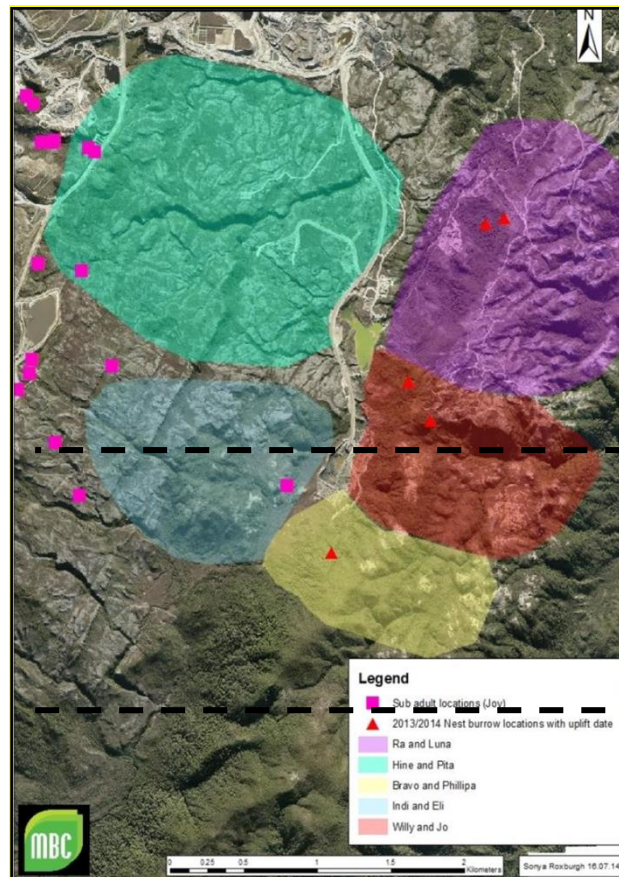 N
Legend
Sub adult locations (Joy)
2013/2014 Nest burrow locations with uplift date
Ra and Luna
Hine and Pita
Bravo and Phillipa
Indi and Eli
Willy and Jo
MBC
0 0.25 0.5 1 1.5 2
Kilometers
Sonya Roxburgh 16.07.14